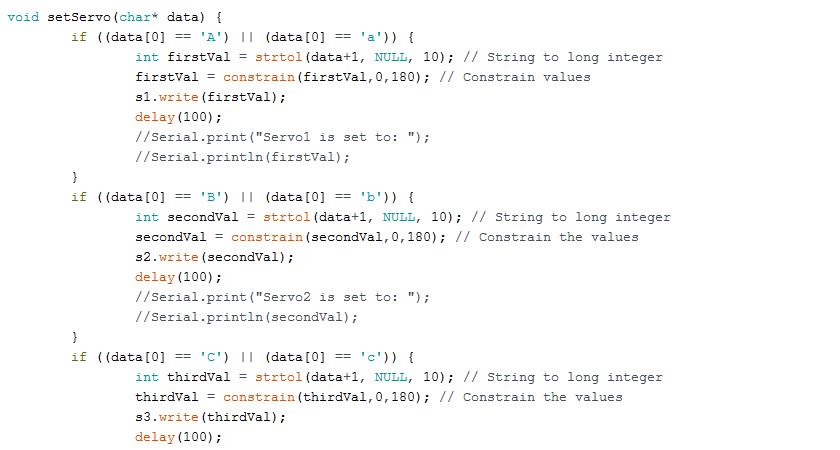 void setServo(char* data) {
if ((data[0] == 'A') || (data[0] == 'a')) {
int firstVal = strtol(data+1, NULL, 10); // String to long integer
firstVal = constrain(firstVal,0,180); // Constrain values
s1.write(firstVal);
delay(100);
//Serial.print("Servo1 is set to: ");
//Serial.println(firstVal);
}
if ((data[0] == 'B') || (data[0] == 'b')) {
int secondVal = strtol(data+1, NULL, 10); // String to long integer
secondVal = constrain(secondVal,0,180); // Constrain the values
s2.write(secondVal);
delay(100);
//Serial.print("Servo2 is set to: ");
//Serial.println(secondVal);
}
if ((data[0] == 'C') || (data[0] == 'c')) {
int thirdVal = strtol(data+1, NULL, 10); // String to long integer
thirdVal = constrain(thirdVal,0,180); // Constrain the values
s3.write(thirdVal);
delay(100);